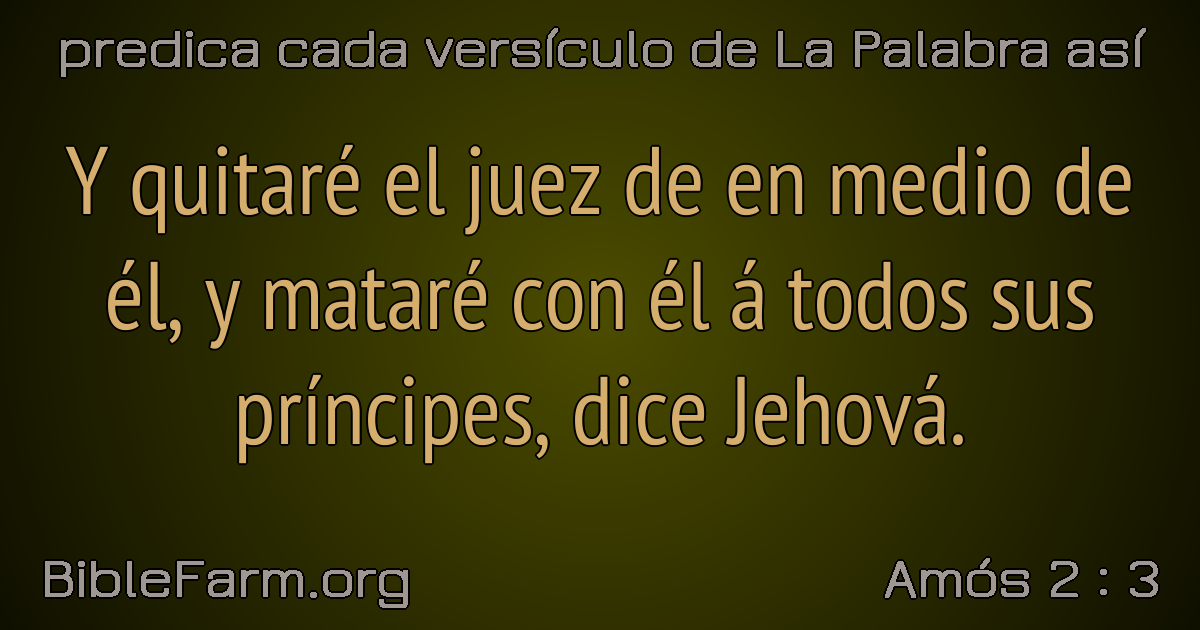 predica cada versículo de La Palabra así
Y quitaré el juez de en medio de
él, y mataré con él á todos sus
príncipes, dice Jehová.
BibleFarm.org
Amós 2 : 3